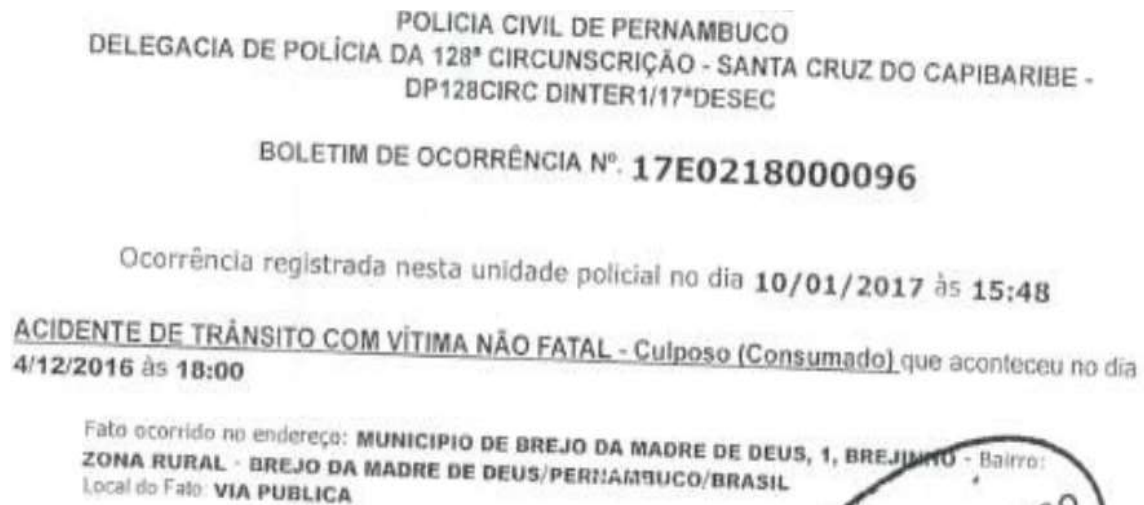 POLICIA CIVIL DE PERNAMBUCO
DELEGACIA DE POLÍCIA DA 128ª CIRCUNSCRIÇÃO - SANTA CRUZ DO CAPIBARIBE -
DP128CIRC DINTER1/17ªDESEC
BOLETIM DE OCORRÊNCIA Nº. 17E0218000096
Ocorrência registrada nesta unidade policial no dia 10/01/2017 às 15:48
ACIDENTE DE TRÂNSITO COM VÍTIMA NÃO FATAL - Culposo (Consumado) que aconteceu no dia
4/12/2016 às 18:00
Fato ocorrido no endereço: MUNICIPIO DE BREJO DA MADRE DE DEUS, 1, BREJINHO - Bairro:
ZONA RURAL - BREJO DA MADRE DE DEUS/PERNAMBUCO/BRASIL
Local do Fato: VIA PUBLICA